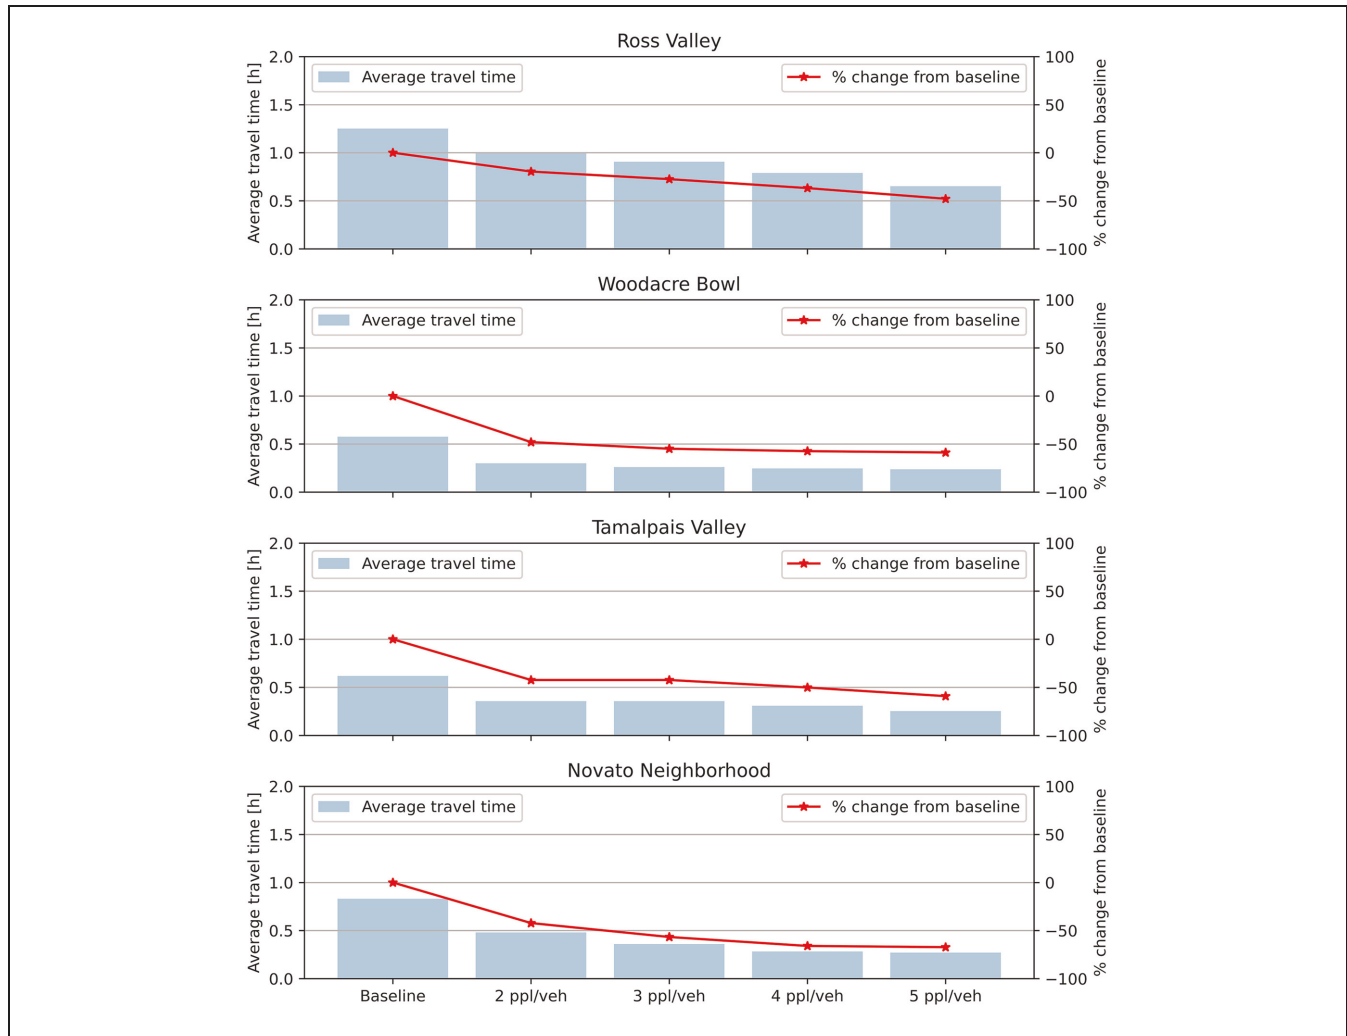 Ross Valley
Average travel time [h]
2.0
1.5
1.0
0.5
0.0
Average travel time
% change from baseline
100
50
0
−50
−100
% change from baseline
Woodacre Bowl
Average travel time [h]
2.0
1.5
1.0
0.5
0.0
Average travel time
% change from baseline
100
50
0
−50
−100
% change from baseline
Tamalpais Valley
Average travel time [h]
2.0
1.5
1.0
0.5
0.0
Average travel time
% change from baseline
100
50
0
−50
−100
% change from baseline
Novato Neighborhood
Average travel time [h]
2.0
1.5
1.0
0.5
0.0
Average travel time
% change from baseline
100
50
0
−50
−100
% change from baseline
Baseline 2 ppl/veh 3 ppl/veh 4 ppl/veh 5 ppl/veh